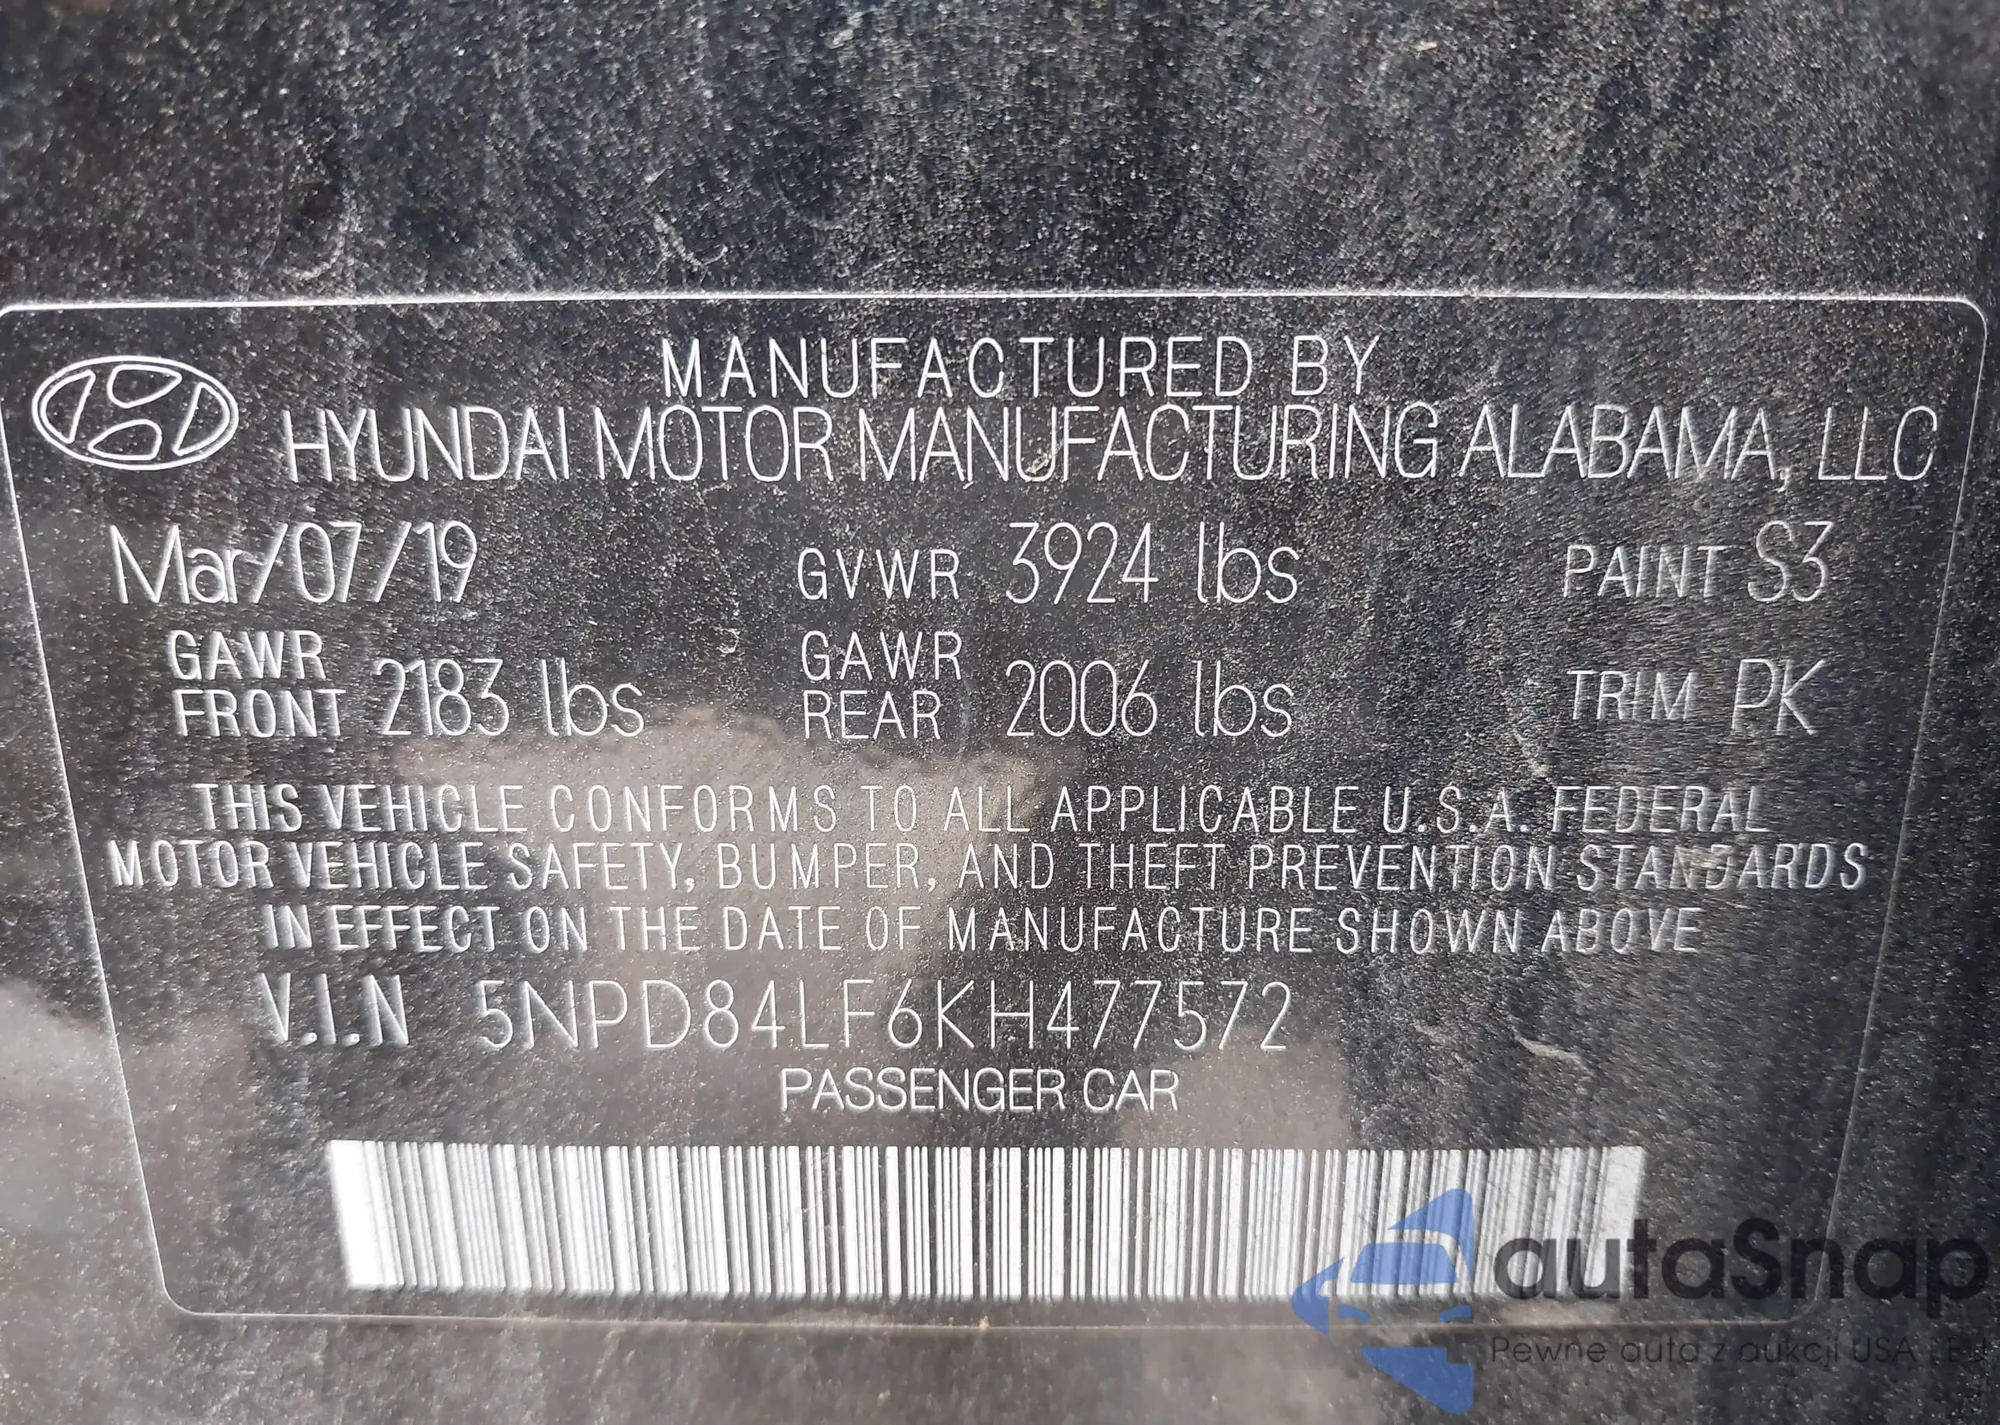 MANUFACTURED BY
HYUNDAI MOTOR MANUFACTURING ALABAMA, LLC
Mar/07/19 GVWR 3924 lbs PAINT S3
GAWR FRONT 2183 lbs GAWR REAR 2006 lbs TRIM PK
THIS VEHICLE CONFORMS TO ALL APPLICABLE U.S.A. FEDERAL
MOTOR VEHICLE SAFETY, BUMPER, AND THEFT PREVENTION STANDARDS
IN EFFECT ON THE DATE OF MANUFACTURE SHOWN ABOVE
V.I.N 5NPD84LF6KH477572
PASSENGER CAR
autaSnap
Pewne auta z aukcji USA i EU